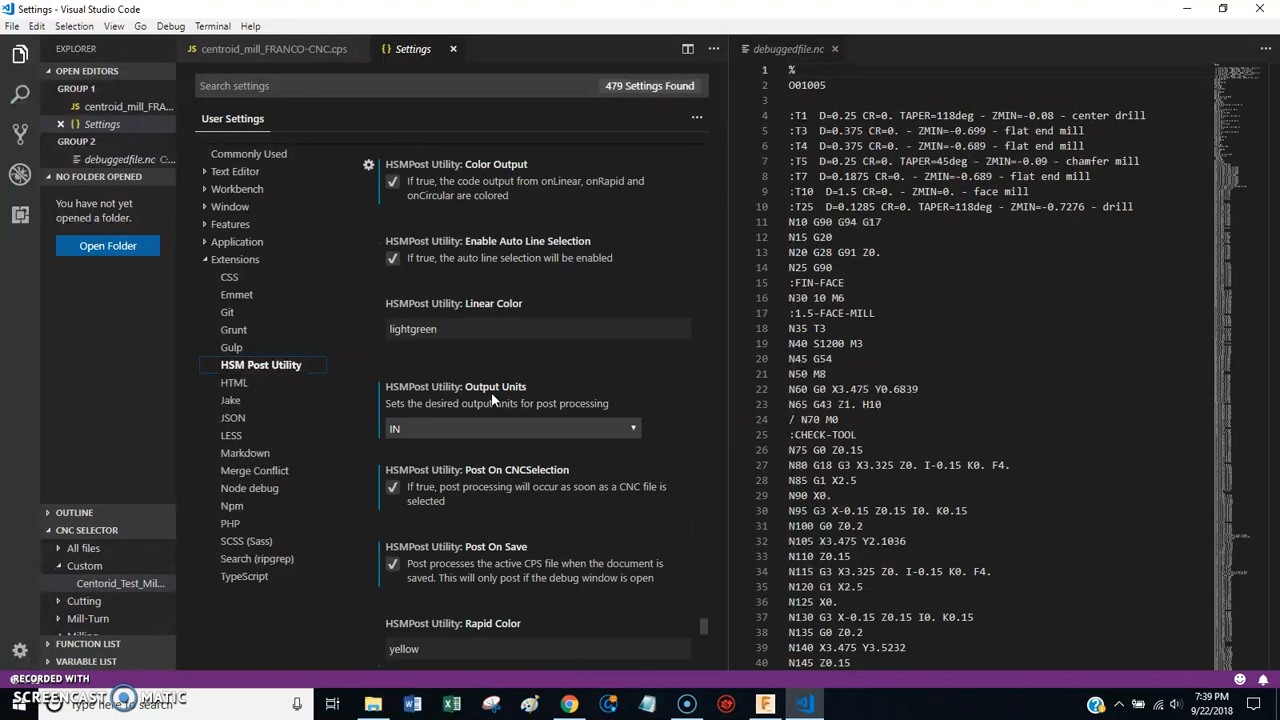 Settings - Visual Studio Code
File Edit Selection View Go Debug Terminal Help
EXPLORER
OPEN EDITORS
GROUP 1
centroid_mill_FRA...
Settings
GROUP 2
debuggedfile.nc C:...
NO FOLDER OPENED
You have not yet
opened a folder.
Open Folder
OUTLINE
CNC SELECTOR
All files
Custom
Centorid_Test_Mil...
Cutting
Mill-Turn
Milling
FUNCTION LIST
VARIABLE LIST
centroid_mill_FRANCO-CNC.cps
Settings
Search settings
479 Settings Found
User Settings
Commonly Used
Text Editor
Workbench
Window
Features
Application
Extensions
CSS
Emmet
Git
Grunt
Gulp
HSM Post Utility
HTML
Jake
JSON
LESS
Markdown
Merge Conflict
Node debug
Npm
PHP
SCSS (Sass)
Search (ripgrep)
TypeScript
HSMPost Utility: Color Output
If true, the code output from onLinear, onRapid and
onCircular are colored
HSMPost Utility: Enable Auto Line Selection
If true, the auto line selection will be enabled
HSMPost Utility: Linear Color
lightgreen
HSMPost Utility: Output Units
Sets the desired output units for post processing
IN
HSMPost Utility: Post On CNCSelection
If true, post processing will occur as soon as a CNC file is
selected
HSMPost Utility: Post On Save
Post processes the active CPS file when the document is
saved. This will only post if the debug window is open
HSMPost Utility: Rapid Color
yellow
debuggedfile.nc
1 %
2 O01005
3
4 :T1 D=0.25 CR=0. TAPER=118deg - ZMIN=-0.08 - center drill
5 :T3 D=0.375 CR=0. - ZMIN=-0.699 - flat end mill
6 :T4 D=0.375 CR=0. - ZMIN=-0.689 - flat end mill
7 :T5 D=0.25 CR=0. TAPER=45deg - ZMIN=-0.09 - chamfer mill
8 :T7 D=0.1875 CR=0. - ZMIN=-0.689 - flat end mill
9 :T10 D=1.5 CR=0. - ZMIN=0. - face mill
10 :T25 D=0.1285 CR=0. TAPER=118deg - ZMIN=-0.7276 - drill
11 N10 G90 G94 G17
12 N15 G20
13 N20 G28 G91 Z0.
14 N25 G90
15 :FIN-FACE
16 N30 10 M6
17 :1.5-FACE-MILL
18 N35 T3
19 N40 S1200 M3
20 N45 G54
21 N50 M8
22 N60 G0 X3.475 Y0.6839
23 N65 G43 Z1. H10
24 / N70 M0
25 :CHECK-TOOL
26 N75 G0 Z0.15
27 N80 G18 G3 X3.325 Z0. I-0.15 K0. F4.
28 N85 G1 X2.5
29 N90 X0.
30 N95 G3 X-0.15 Z0.15 I0. K0.15
31 N100 G0 Z0.2
32 N105 X3.475 Y2.1036
33 N110 Z0.15
34 N115 G3 X3.325 Z0. I-0.15 K0. F4.
35 N120 G1 X2.5
36 N125 X0.
37 N130 G3 X-0.15 Z0.15 I0. K0.15
38 N135 G0 Z0.2
39 N140 X3.475 Y3.5232
40 N145 Z0.15
RECORDED WITH
SCREENCAST MATIC
Type here to search
7:39 PM
9/22/2018